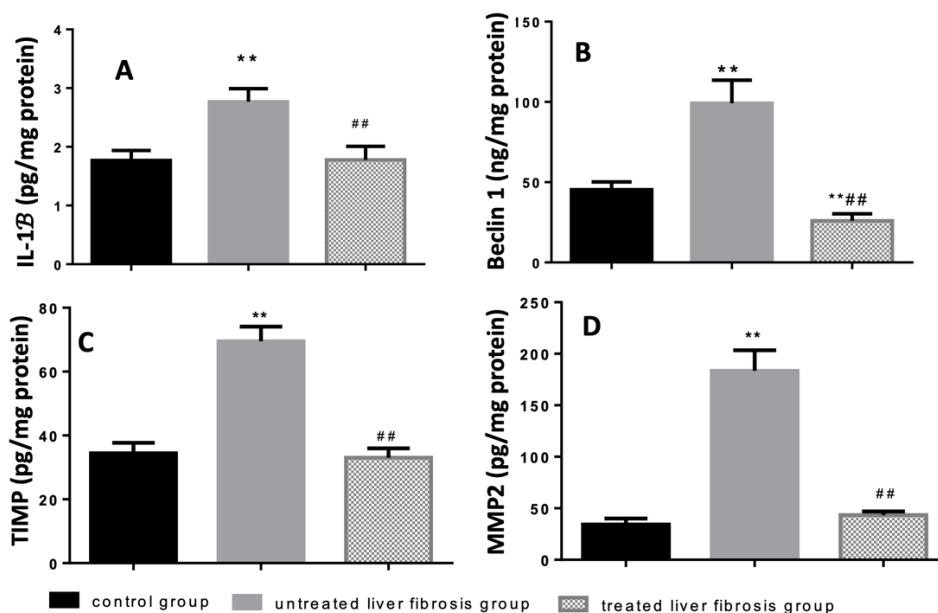 A
IL-1ℬ (pg/mg protein)
4
3
2
1
0
**
##
B
Beclin 1 (ng/mg protein)
150
100
50
0
**
**##
C
TIMP (pg/mg protein)
80
60
40
20
0
**
##
D
MMP2 (pg/mg protein)
250
200
150
100
50
0
**
##
control group
untreated liver fibrosis group
treated liver fibrosis group